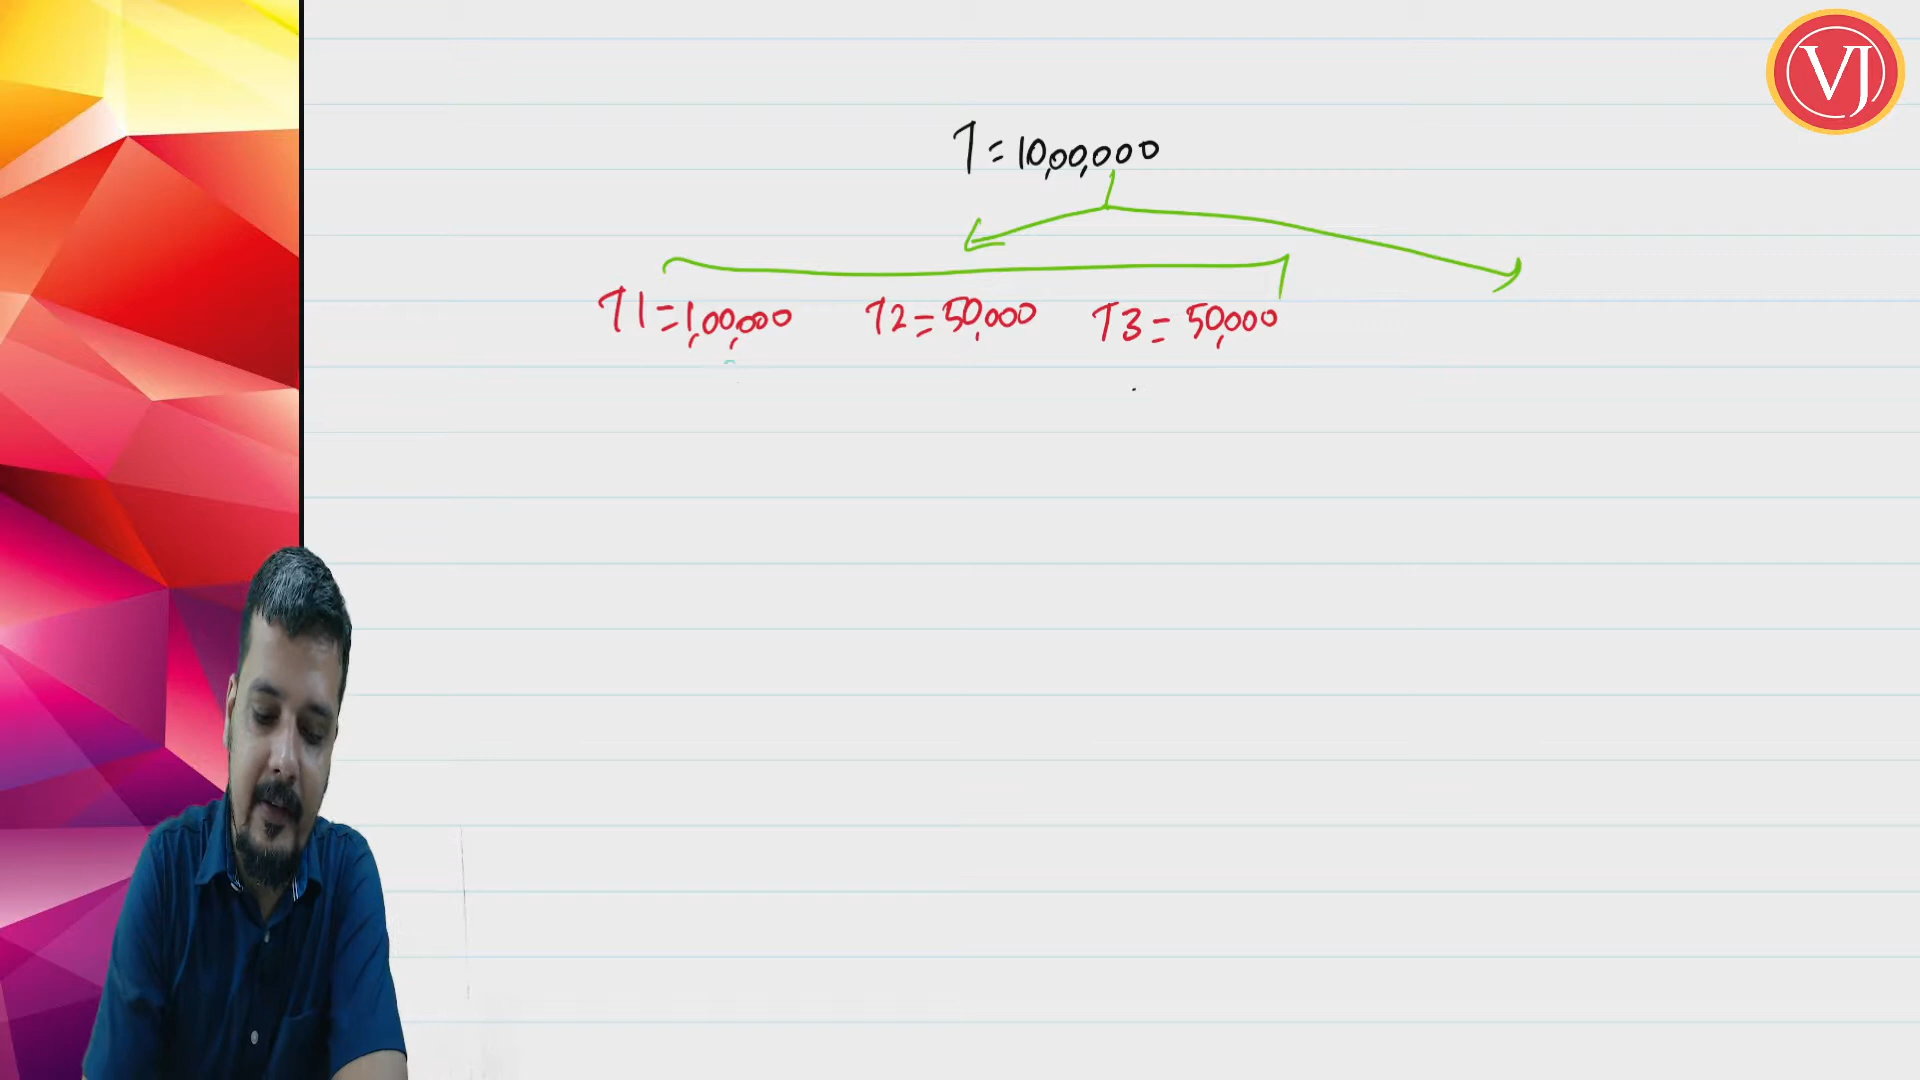 VJ
T = 10,00,000
T1 = 1,00,000 T2 = 50,000 T3 = 50,000